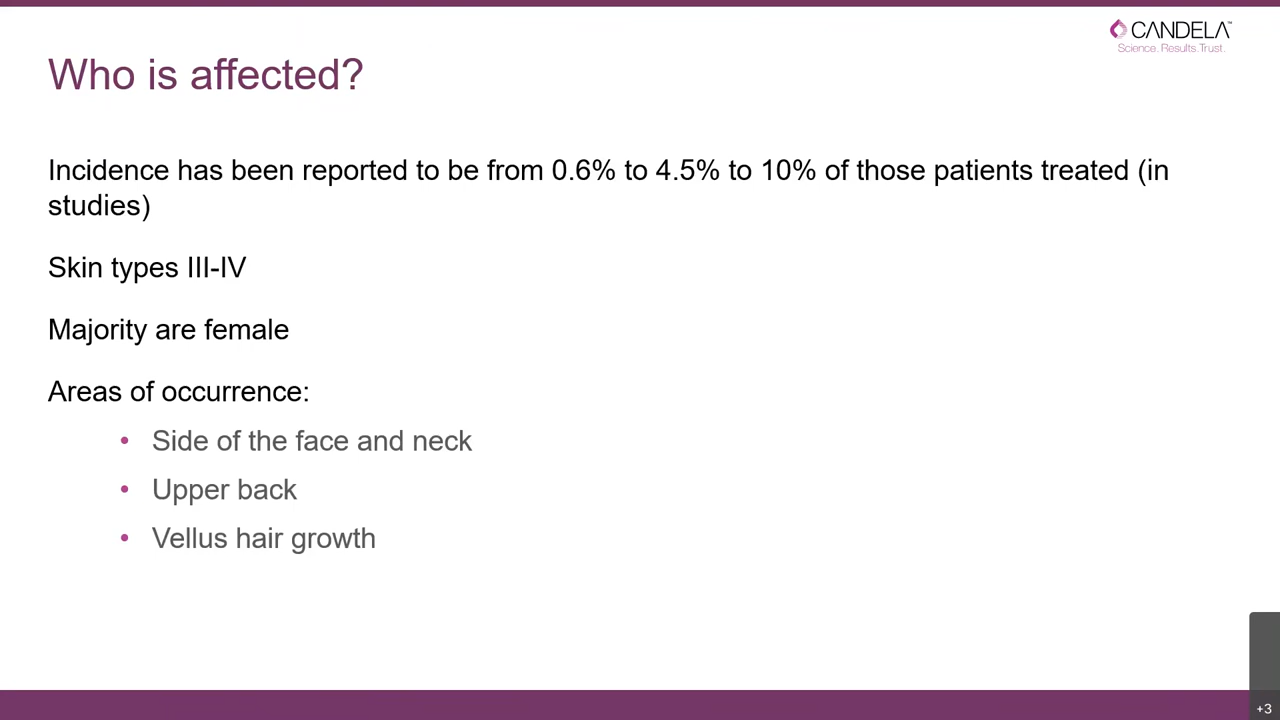 CANDELA™
Science. Results. Trust.
Who is affected?
Incidence has been reported to be from 0.6% to 4.5% to 10% of those patients treated (in
studies)
Skin types III-IV
Majority are female
Areas of occurrence:
• Side of the face and neck
• Upper back
• Vellus hair growth
+3